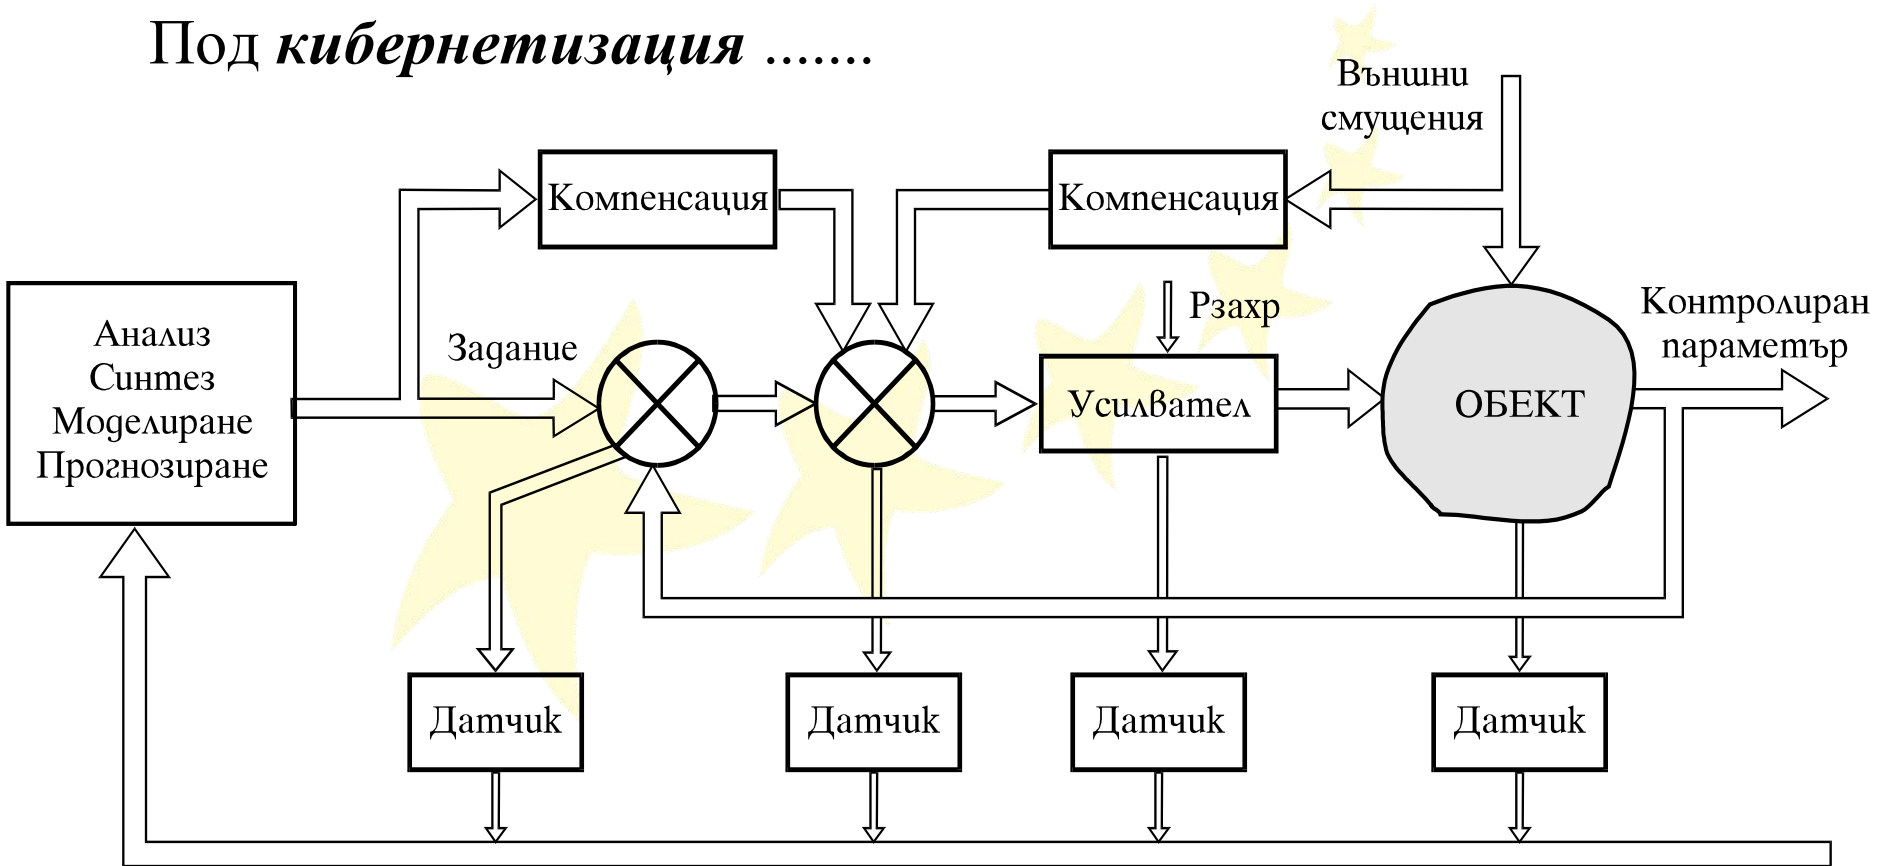 Под кибернетизация .......
Външни
смущения
Компенсация
Компенсация
Рзахр
Контролиран
параметър
Анализ
Синтез
Моделиране
Прогнозиране
Задание
Усилвател
ОБЕКТ
Датчик
Датчик
Датчик
Датчик